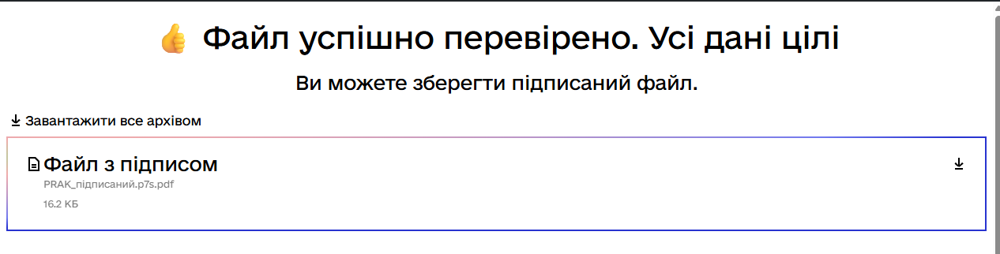 Файл успішно перевірено. Усі дані цілі
Ви можете зберегти підписаний файл.
Завантажити все архівом
Файл з підписом
PRAK_підписаний.p7s.pdf
16.2 КБ